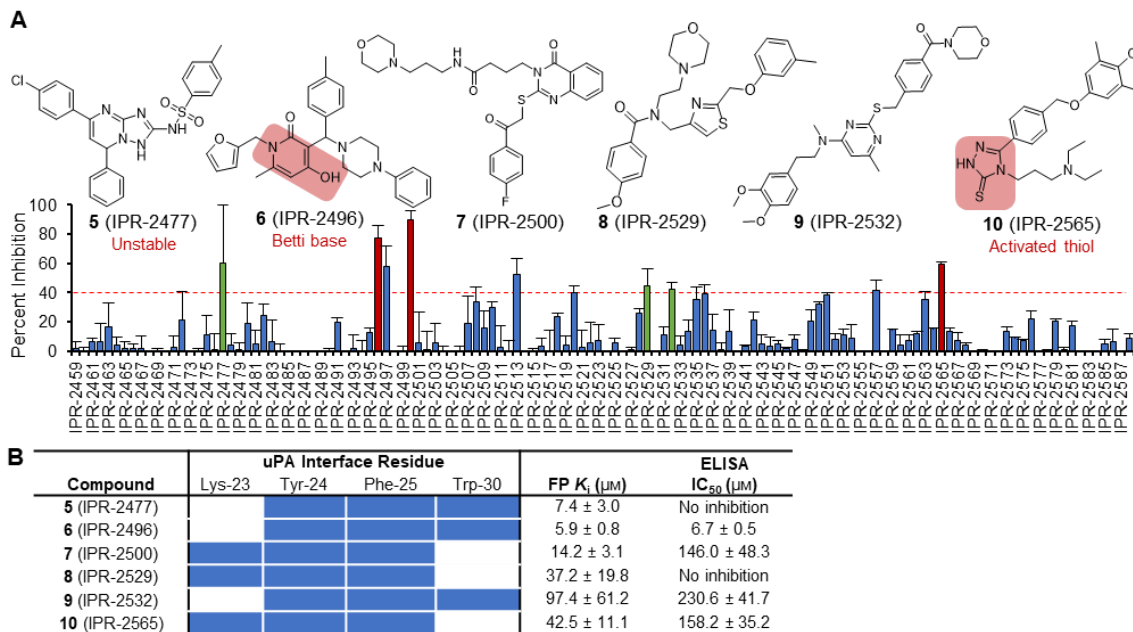 A
Cl
N
N
N
N
H
NH
S
O
O
O
N
O
OH
N
N
O
N
N
H
O
N
O
N
S
O
F
O
N
O
N
O
N
S
O
O
N
O
S
N
N
N
O
O
O
N
HN
N
S
N
5 (IPR-2477)
Unstable
6 (IPR-2496)
Betti base
7 (IPR-2500)
8 (IPR-2529)
9 (IPR-2532)
10 (IPR-2565)
Activated thiol
Percent Inhibition
100
80
60
40
20
0
IPR-2459
IPR-2461
IPR-2463
IPR-2465
IPR-2467
IPR-2469
IPR-2471
IPR-2473
IPR-2475
IPR-2477
IPR-2479
IPR-2481
IPR-2483
IPR-2485
IPR-2487
IPR-2489
IPR-2491
IPR-2493
IPR-2495
IPR-2497
IPR-2499
IPR-2501
IPR-2503
IPR-2505
IPR-2507
IPR-2509
IPR-2511
IPR-2513
IPR-2515
IPR-2517
IPR-2519
IPR-2521
IPR-2523
IPR-2525
IPR-2527
IPR-2529
IPR-2531
IPR-2533
IPR-2535
IPR-2537
IPR-2539
IPR-2541
IPR-2543
IPR-2545
IPR-2547
IPR-2549
IPR-2551
IPR-2553
IPR-2555
IPR-2557
IPR-2559
IPR-2561
IPR-2563
IPR-2565
IPR-2567
IPR-2569
IPR-2571
IPR-2573
IPR-2575
IPR-2577
IPR-2579
IPR-2581
IPR-2583
IPR-2585
IPR-2587
B
uPA Interface Residue
Compound Lys-23 Tyr-24 Phe-25 Trp-30 FP Ki (μM) ELISA IC50 (μM)
5 (IPR-2477) 7.4 ± 3.0 No inhibition
6 (IPR-2496) 5.9 ± 0.8 6.7 ± 0.5
7 (IPR-2500) 14.2 ± 3.1 146.0 ± 48.3
8 (IPR-2529) 37.2 ± 19.8 No inhibition
9 (IPR-2532) 97.4 ± 61.2 230.6 ± 41.7
10 (IPR-2565) 42.5 ± 11.1 158.2 ± 35.2